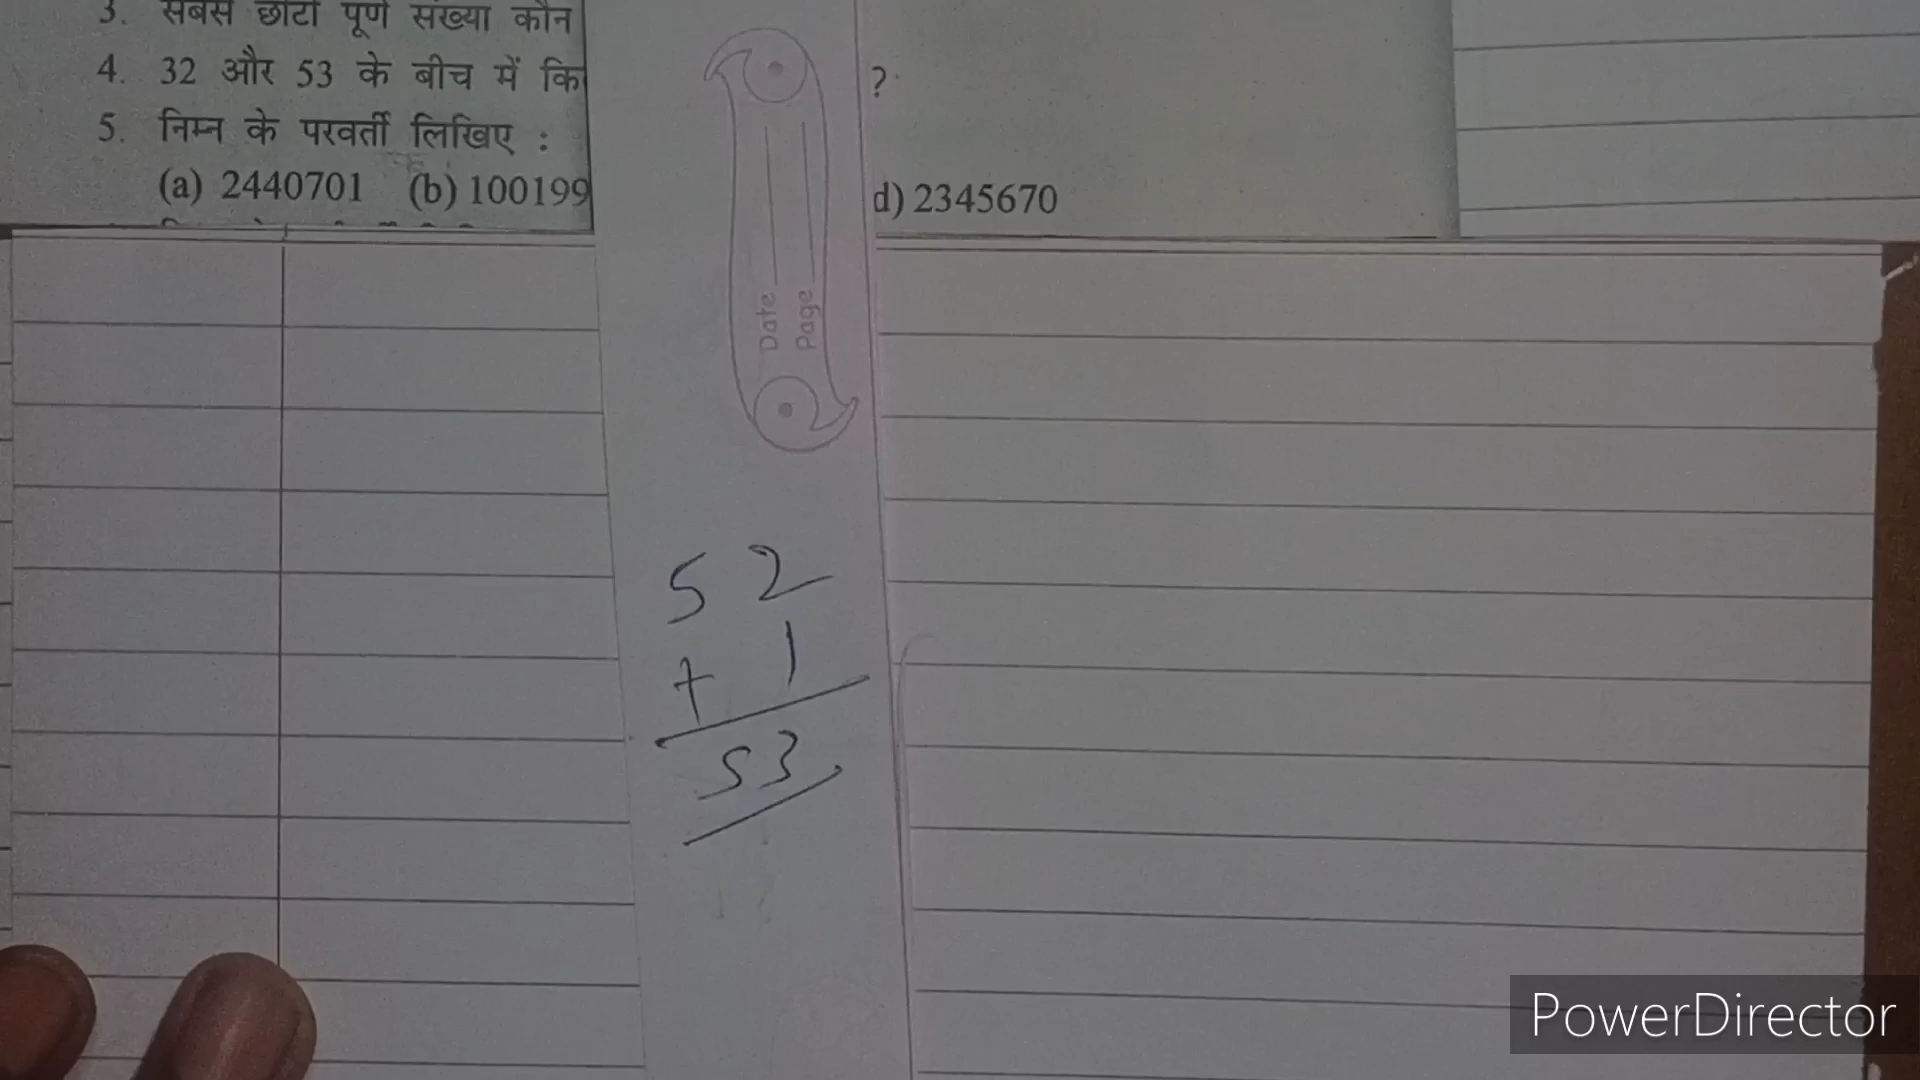 3. सबसे छोटी पूर्ण संख्या कौन
4. 32 और 53 के बीच में कि ?
5. निम्न के परवर्ती लिखिए :
(a) 2440701 (b) 100199 d) 2345670
Date
Page
52
+ 1
53
PowerDirector